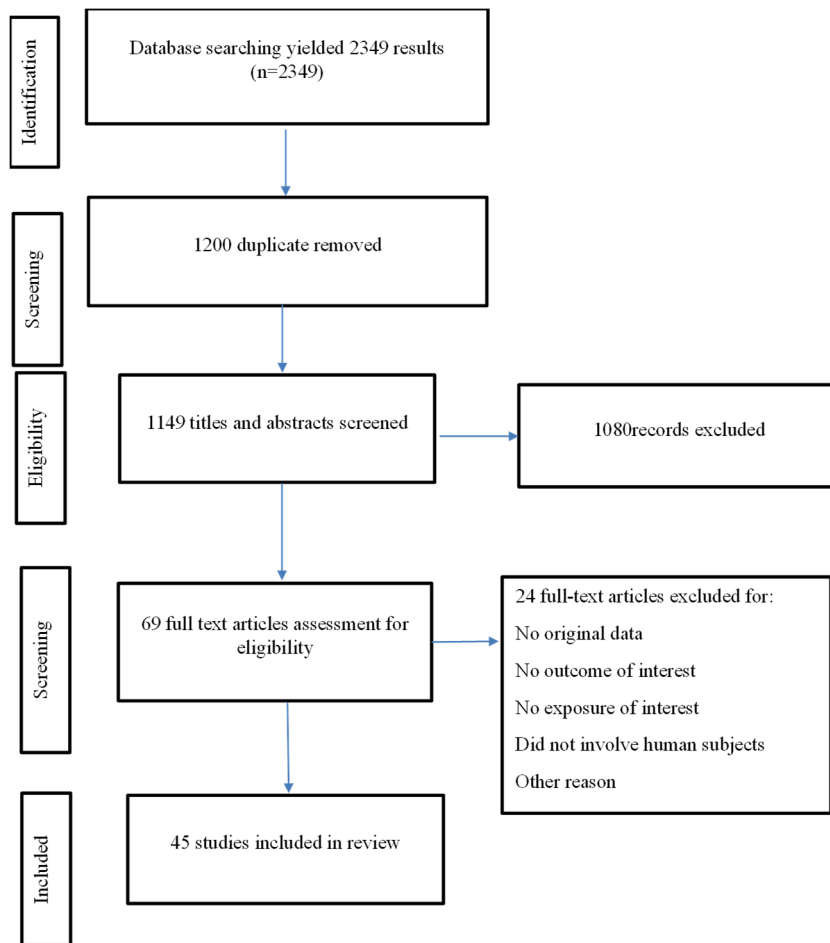 Identification
Database searching yielded 2349 results
(n=2349)
Screening
1200 duplicate removed
Eligibility
1149 titles and abstracts screened
1080records excluded
Screening
69 full text articles assessment for
eligibility
24 full-text articles excluded for:
No original data
No outcome of interest
No exposure of interest
Did not involve human subjects
Other reason
Included
45 studies included in review